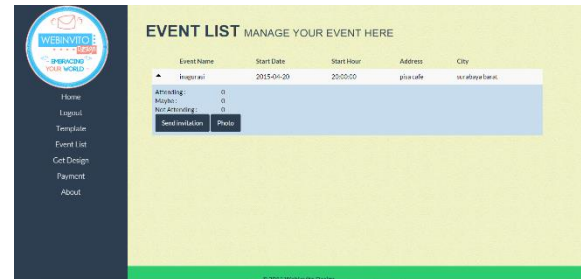 WEBINVITO
Design
EMBRACING
YOUR WORLD
Home
Logout
Template
Event List
Get Design
Payment
About
EVENT LIST MANAGE YOUR EVENT HERE
Event Name Start Date Start Hour Address City
inagurasi 2015-04-20 20:00:00 pisa cafe surabaya barat
Attending : 0
Maybe : 0
Not Attending : 0
Send invitation Photo